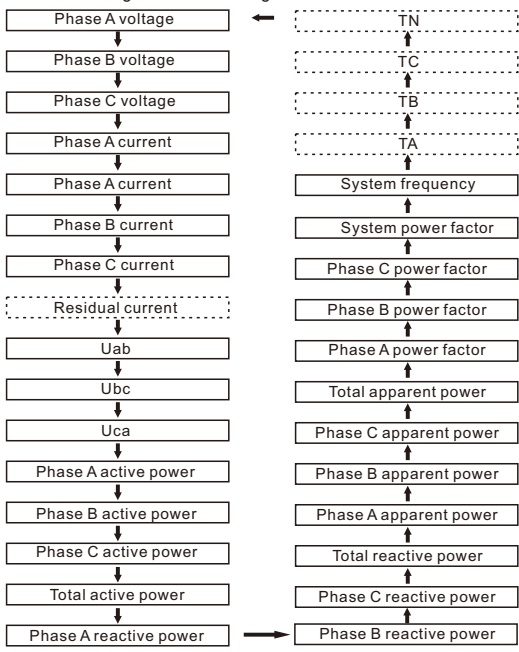 Phase A voltage
Phase B voltage
Phase C voltage
Phase A current
Phase A current
Phase B current
Phase C current
Residual current
Uab
Ubc
Uca
Phase A active power
Phase B active power
Phase C active power
Total active power
Phase A reactive power
Phase B reactive power
Phase C reactive power
Total reactive power
Phase A apparent power
Phase B apparent power
Phase C apparent power
Total apparent power
Phase A power factor
Phase B power factor
Phase C power factor
System power factor
System frequency
TA
TB
TC
TN